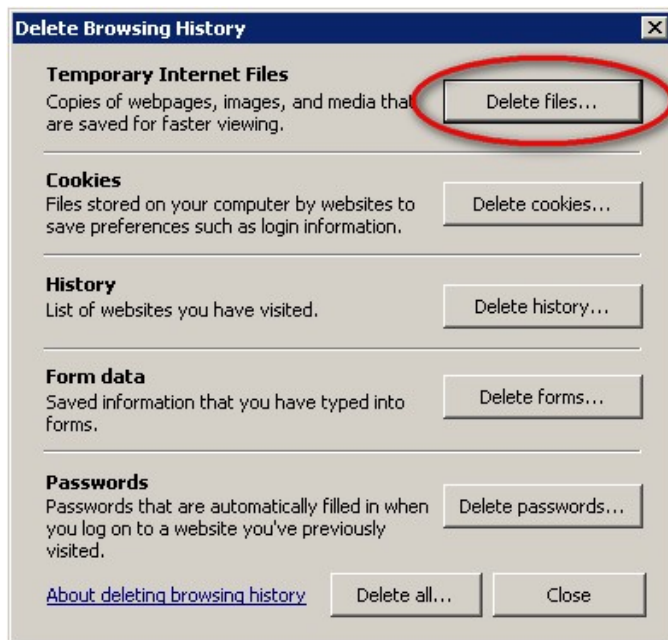 Delete Browsing History
Temporary Internet Files
Copies of webpages, images, and media that
are saved for faster viewing.
Delete files...
Cookies
Files stored on your computer by websites to
save preferences such as login information.
Delete cookies...
History
List of websites you have visited.
Delete history...
Form data
Saved information that you have typed into
forms.
Delete forms...
Passwords
Passwords that are automatically filled in when
you log on to a website you've previously
visited.
Delete passwords...
About deleting browsing history
Delete all...
Close